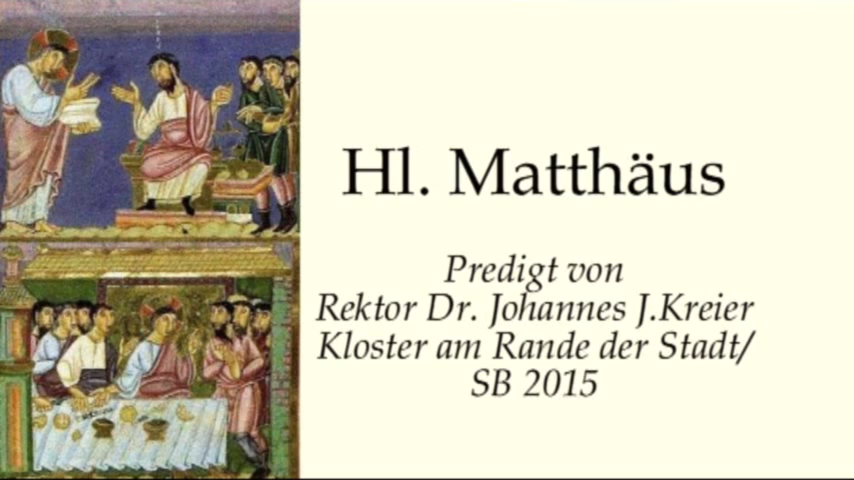 Hl. Matthäus
Predigt von
Rektor Dr. Johannes J.Kreier
Kloster am Rande der Stadt/
SB 2015